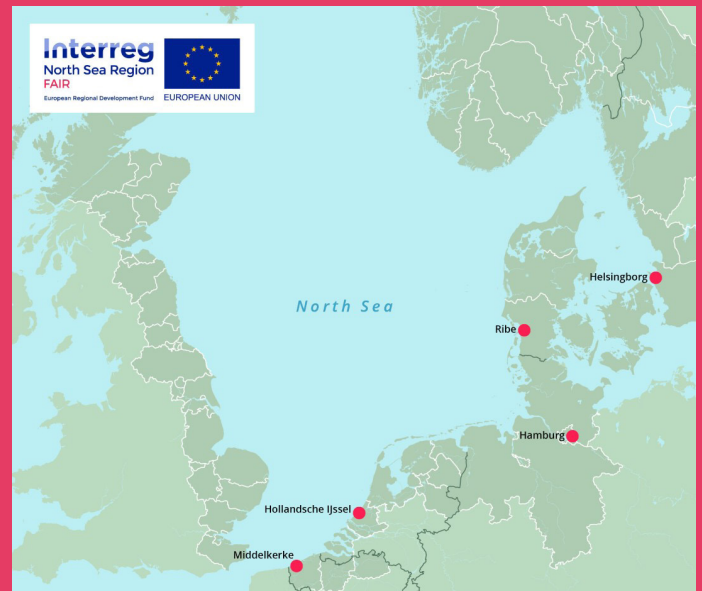 Interreg
North Sea Region
FAIR
European Regional Development Fund
EUROPEAN UNION
Helsingborg
North Sea
Ribe
Hamburg
Hollandsche IJssel
Middelkerke